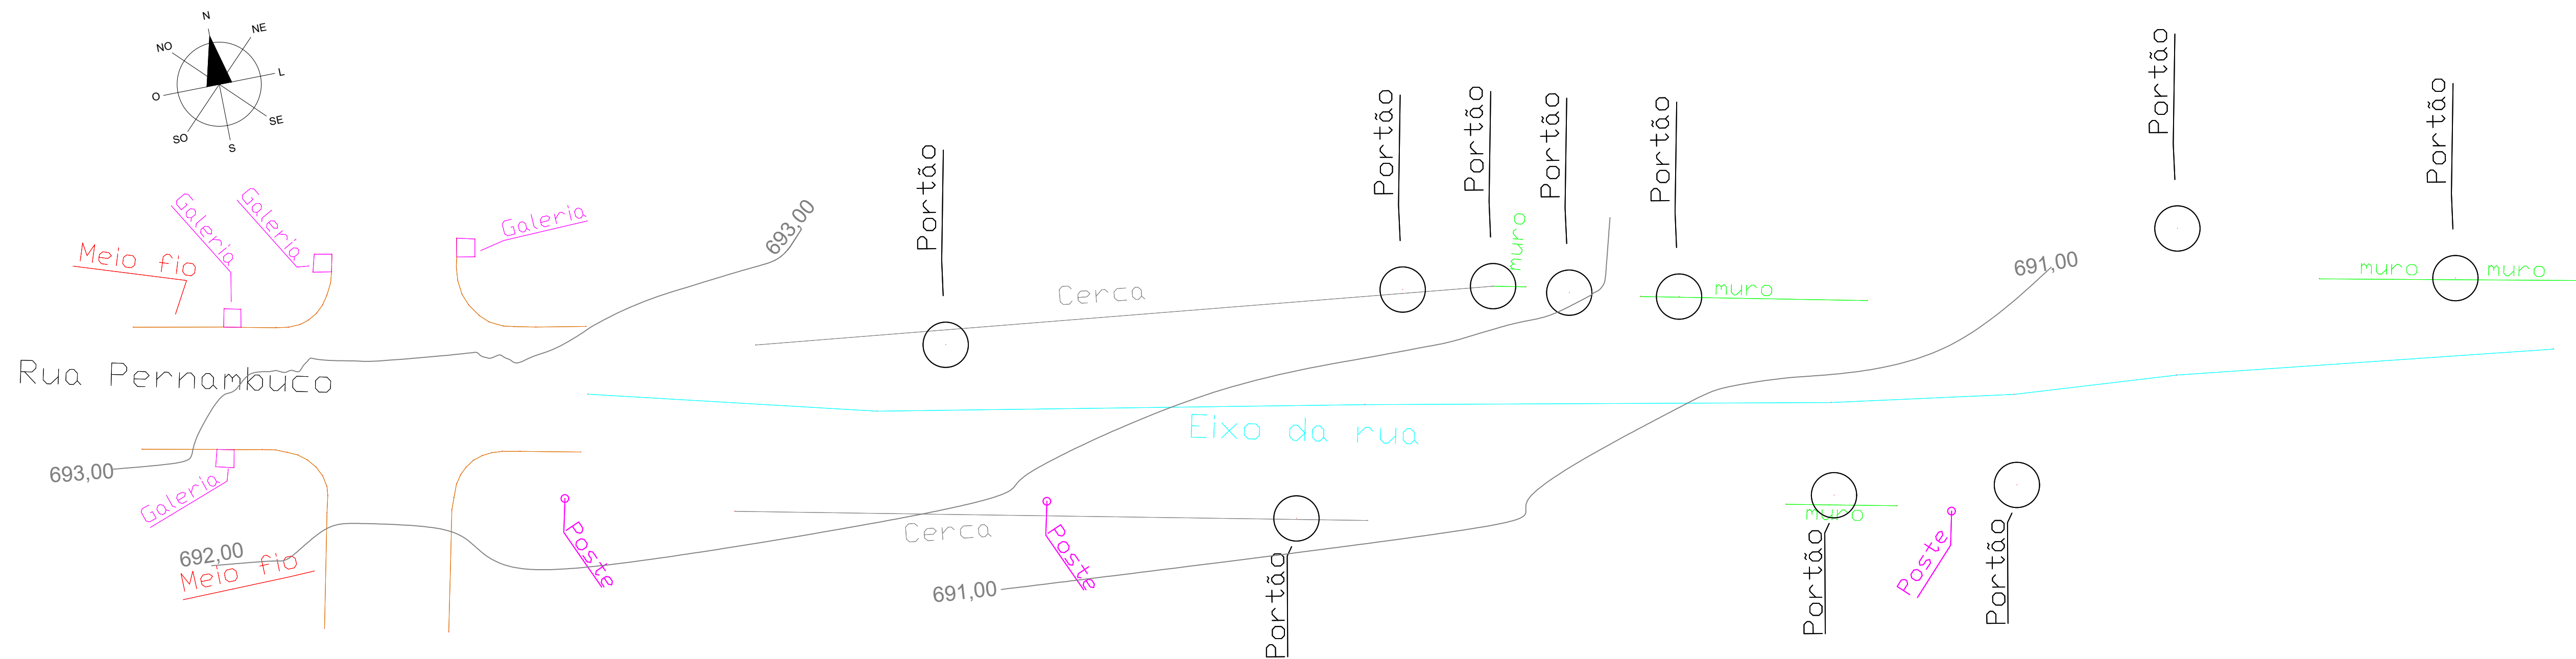 N
NO
NE
L
O
SO
SE
S
Galeria
Galeria
Galeria
Meio fio
693,00
Portão
Portão
Portão
Portão
Portão
Portão
Portão
muro
Cerca
muro
691,00
muro
muro
Rua Pernambuco
Eixo da rua
693,00
Galeria
692,00
Meio fio
Poste
Cerca
Poste
691,00
Portão
muro
Portão
Poste
Portão